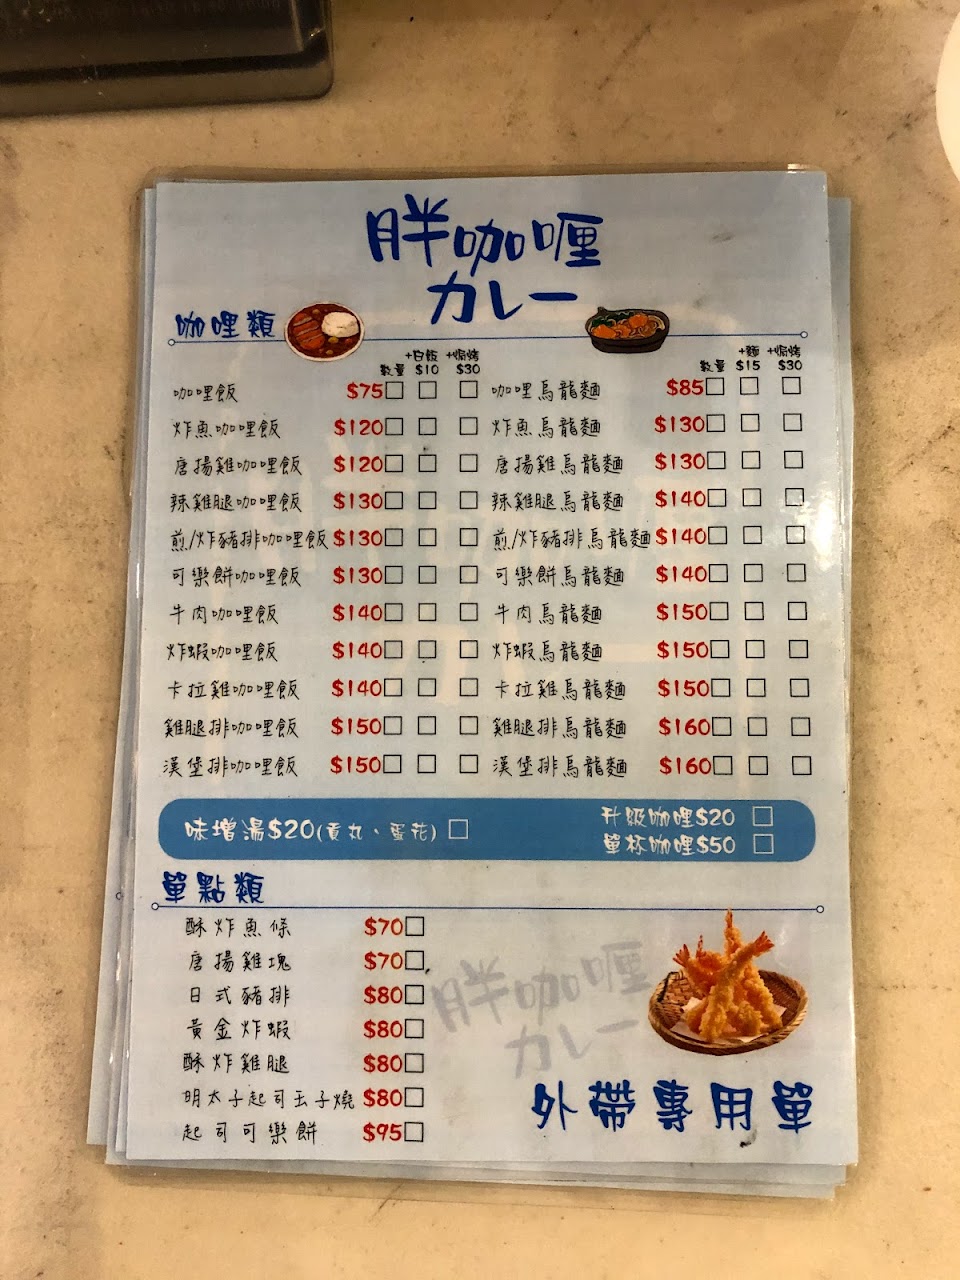 胖咖喱
カレー
咖哩類
數量 +白飯 $10 +焗烤 $30
數量 +麵 $15 +焗烤 $30
咖哩飯 $75 咖哩烏龍麵 $85
炸魚咖哩飯 $120 炸魚烏龍麵 $130
唐揚雞咖哩飯 $120 唐揚雞烏龍麵 $130
辣雞腿咖哩飯 $130 辣雞腿烏龍麵 $140
煎/炸豬排咖哩飯 $130 煎/炸豬排烏龍麵 $140
可樂餅咖哩飯 $130 可樂餅烏龍麵 $140
牛肉咖哩飯 $140 牛肉烏龍麵 $150
炸蝦咖哩飯 $140 炸蝦烏龍麵 $150
卡拉雞咖哩飯 $140 卡拉雞烏龍麵 $150
雞腿排咖哩飯 $150 雞腿排烏龍麵 $160
漢堡排咖哩飯 $150 漢堡排烏龍麵 $160
味增湯$20(貢丸、蛋花)
升級咖哩$20
單杯咖哩$50
單點類
酥炸魚條 $70
唐揚雞塊 $70
日式豬排 $80
黃金炸蝦 $80
酥炸雞腿 $80
明太子起司玉子燒 $80
起司可樂餅 $95
胖咖喱
カレー
外帶專用單